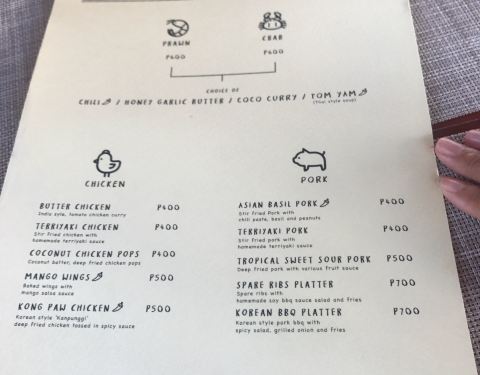 PRAWN
P400
CRAB
P400
CHOICE OF
CHILI / HONEY GARLIC BUTTER / COCO CURRY / TOM YAM
(Thai style soup)
CHICKEN
BUTTER CHICKEN P400
India syle, tomato chicken curry
TERRIYAKI CHICKEN P400
Stir fried chicken with
homemade terriyaki sauce
COCONUT CHICKEN POPS P400
Coconut butter, deep fried chicken pops
MANGO WINGS P500
Baked wings with
mango salsa sauce
KONG PAW CHICKEN P500
Korean style 'Kanpunggi'
deep fried chicken tossed in spicy sauce
PORK
ASIAN BASIL PORK P400
Stir fried Pork with
chili paste, basil and peanuts
TERRIYAKI PORK P400
Stir fried pork with
homemade terriyaki sauce
TROPICAL SWEET SOUR PORK P500
Deep fried pork with various fruit sauce
SPARE RIBS PLATTER P700
Spare ribs with
homemade soy bbq sauce salad and fries
KOREAN BBQ PLATTER P700
Korean style pork bbq with
spicy salad, grilled onion and fries